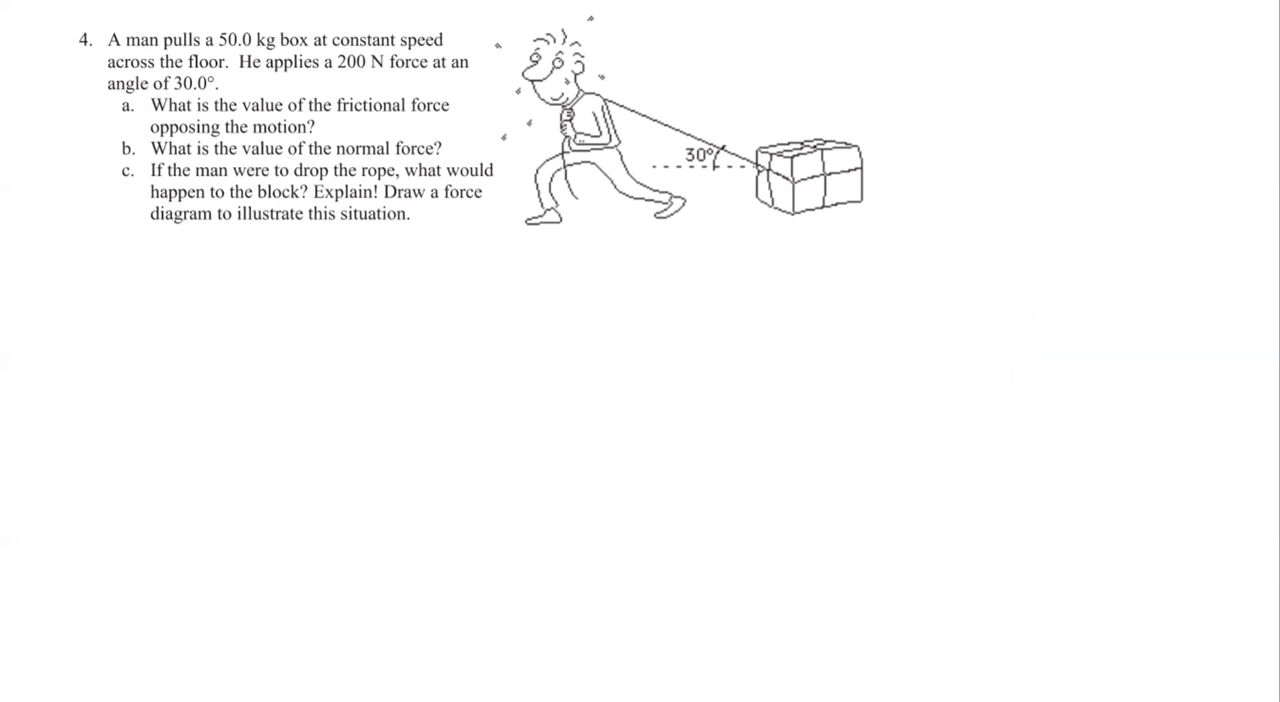 4. A man pulls a 50.0 kg box at constant speed
across the floor. He applies a 200 N force at an
angle of 30.0°.
a. What is the value of the frictional force
opposing the motion?
b. What is the value of the normal force?
c. If the man were to drop the rope, what would
happen to the block? Explain! Draw a force
diagram to illustrate this situation.
30°